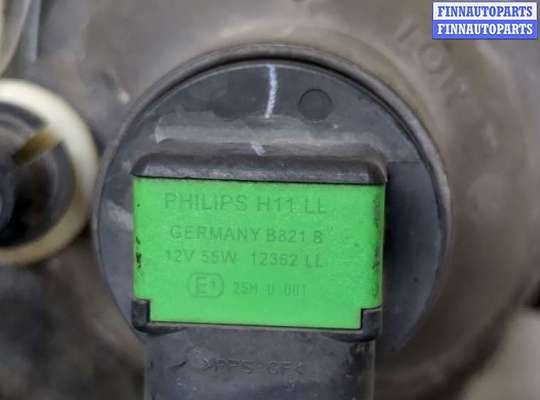 FINNAUTOPARTS
FINNAUTOPARTS
PHILIPS H11 LL
GERMANY B821 B
12V 55W 12362 LL
E1 2SM U 001